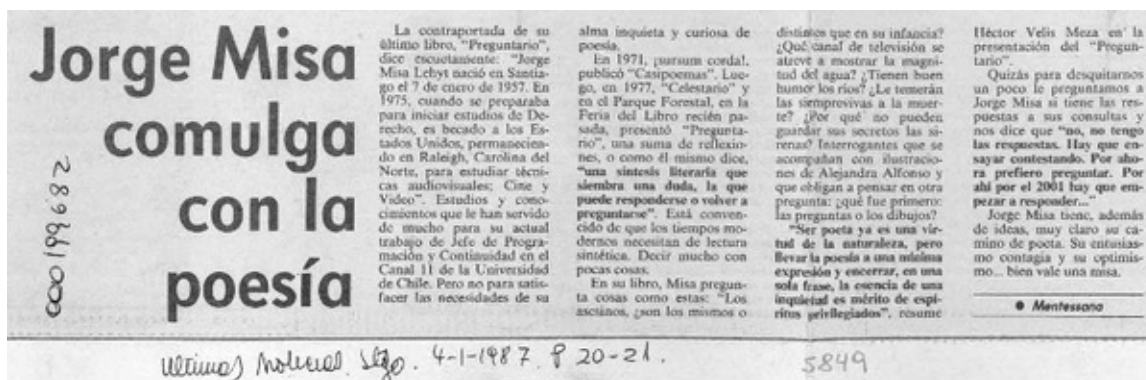 Jorge Misa
comulga
con la
poesía
La contraportada de su
último libro, "Preguntario",
dice escuetamente: "Jorge
Misa Lehyt nació en Santia-
go el 7 de enero de 1957. En
1975, cuando se preparaba
para iniciar estudios de De-
recho, es becado a los Es-
tados Unidos, permanecien-
do en Raleigh, Carolina del
Norte, para estudiar técni-
cas audiovisuales; Cine y
Video". Estudios y cono-
cimientos que le han servido
de mucho para su actual
trabajo de Jefe de Progra-
mación y Continuidad en el
Canal 11 de la Universidad
de Chile. Pero no para satis-
facer las necesidades de su
alma inquieta y curiosa de
poesía.
En 1971, ¡sursum corda!,
publicó "Casipoemas". Lue-
go, en 1977, "Celestario" y
en el Parque Forestal, en la
Feria del Libro recién pa-
sada, presentó "Pregunta-
rio", una suma de reflexio-
nes, o como él mismo dice,
"una síntesis literaria que
siembra una duda, la que
puede responderse o volver a
preguntarse". Está conven-
cido de que los tiempos mo-
dernos necesitan de lectura
sintética. Decir mucho con
pocas cosas.
En su libro, Misa pregun-
ta cosas como estas: "Los
ascianos, ¿son los mismos o
distintos que en su infancia?
¿Qué canal de televisión se
atreve a mostrar la magni-
tud del agua? ¿Tienen buen
humor los ríos? ¿Le temerán
las siemprevivas a la muer-
te? ¿Por qué no pueden
guardar sus secretos las si-
renas? Interrogantes que se
acompañan con ilustracio-
nes de Alejandra Alfonso y
que obligan a pensar en otra
pregunta: ¿qué fue primero:
las preguntas o los dibujos?
"Ser poeta ya es una vir-
tud de la naturaleza, pero
llevar la poesía a una mínima
expresión y encerrar, en una
sola frase, la esencia de una
inquietud es mérito de espí-
ritus privilegiados", resume
Héctor Velis Meza en la
presentación del "Pregun-
tario".
Quizás para desquitarnos
un poco le preguntamos a
Jorge Misa si tiene las res-
puestas a sus consultas y
nos dice que "no, no tengo
las respuestas. Hay que en-
sayar contestando. Por aho-
ra prefiero preguntar. Por
ahí por el 2001 hay que em-
pezar a responder..."
Jorge Misa tiene, además
de ideas, muy claro su ca-
mino de poeta. Su entusias-
mo contagia y su optimis-
mo... bien vale una misa.
● Mentessana
000199682
Ultimas Noticias Stgo. 4-1-1987. p 20-21.
5849